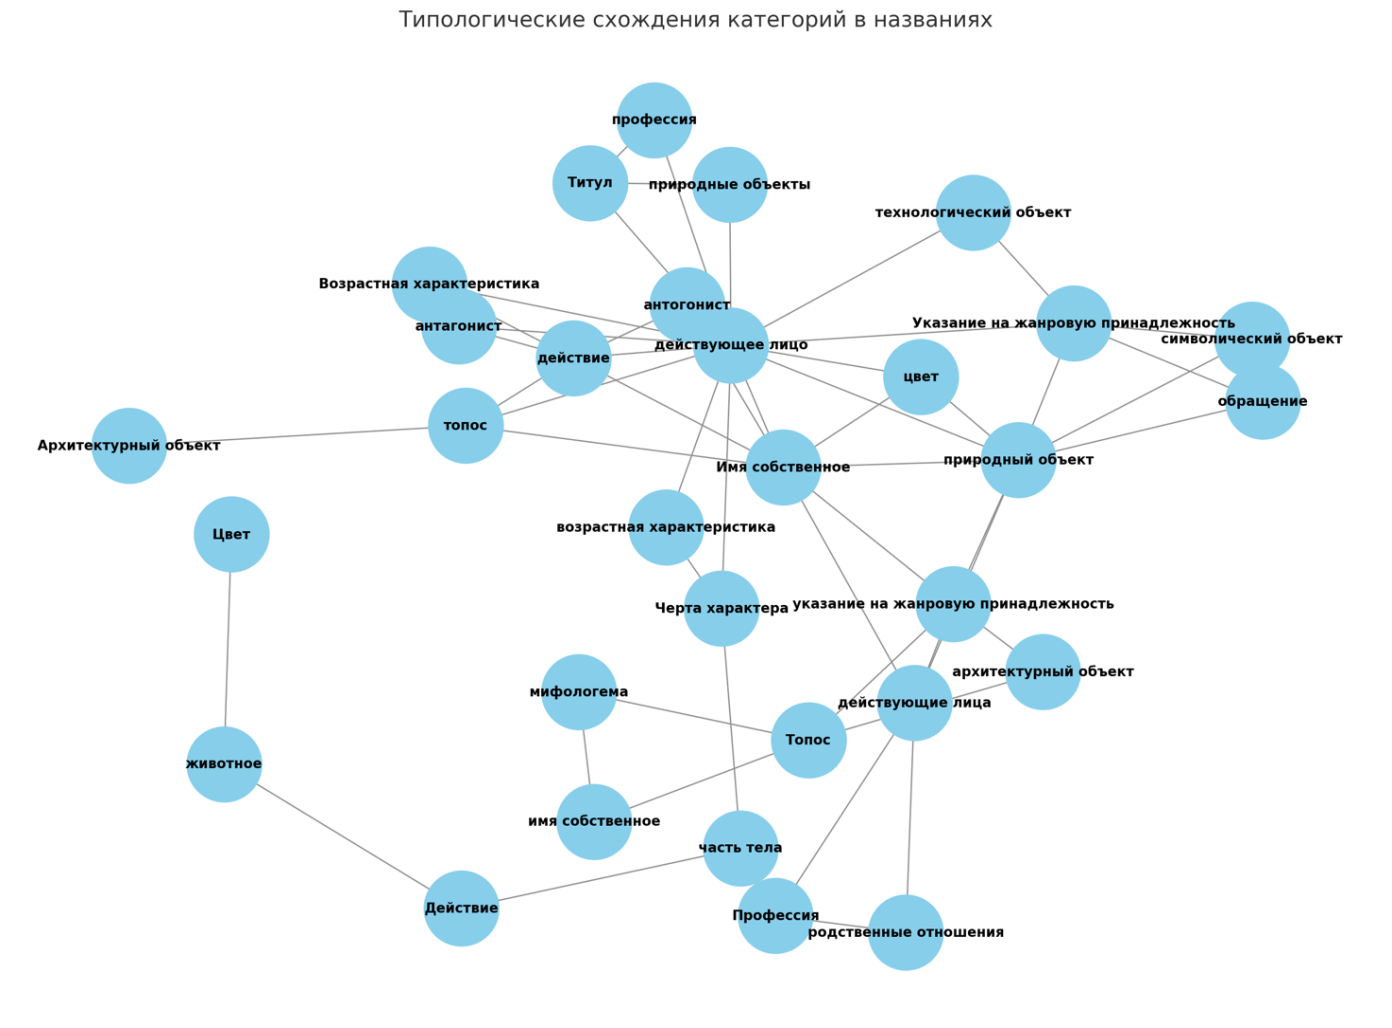 Типологические схождения категорий в названиях
профессия
Титул
природные объекты
технологический объект
Возрастная характеристика
антогонист
антагонист
Указание на жанровую принадлежность
символический объект
действующее лицо
действие
цвет
обращение
топос
Архитектурный объект
природный объект
Имя собственное
возрастная характеристика
Цвет
Черта характера
указание на жанровую принадлежность
архитектурный объект
мифологема
действующие лица
Топос
животное
имя собственное
часть тела
Действие
Профессия
родственные отношения